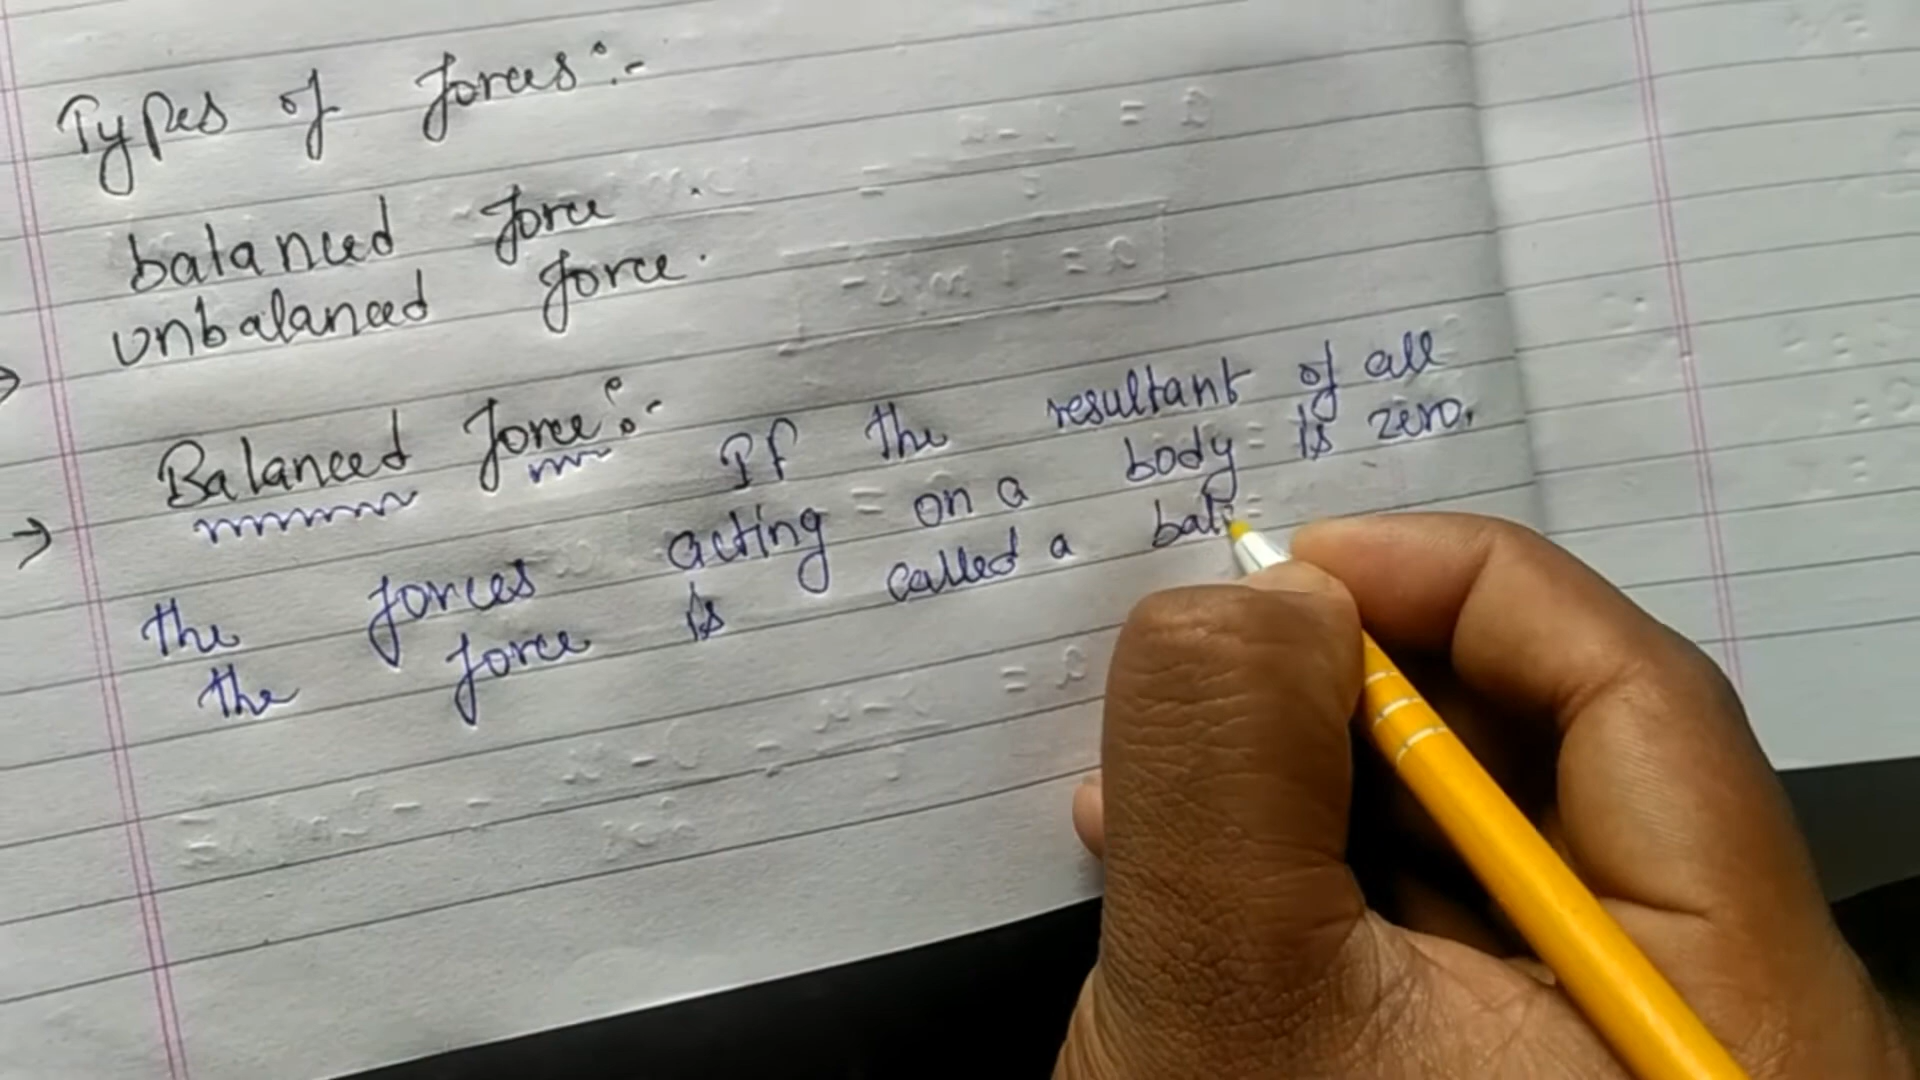 Types of forces:-
balanced force.
unbalanced force.
→ Balanced force:- If the resultant of all
the forces acting on a body is zero.
the force is called a bal